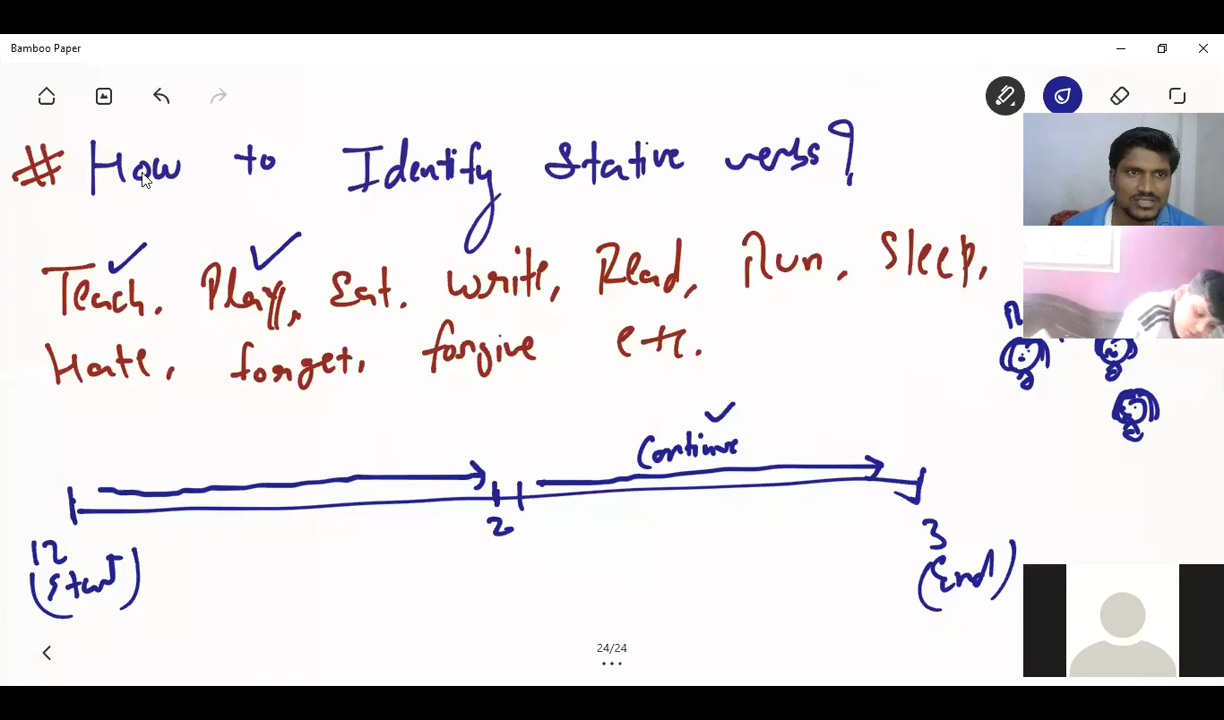 Bamboo Paper
# How to Identify Stative verbs?
Teach. Play, Eat. write, Read, Run, Sleep,
Hate, forget, forgive etc.
Continue
2
12
3
(Start)
(End)
24/24